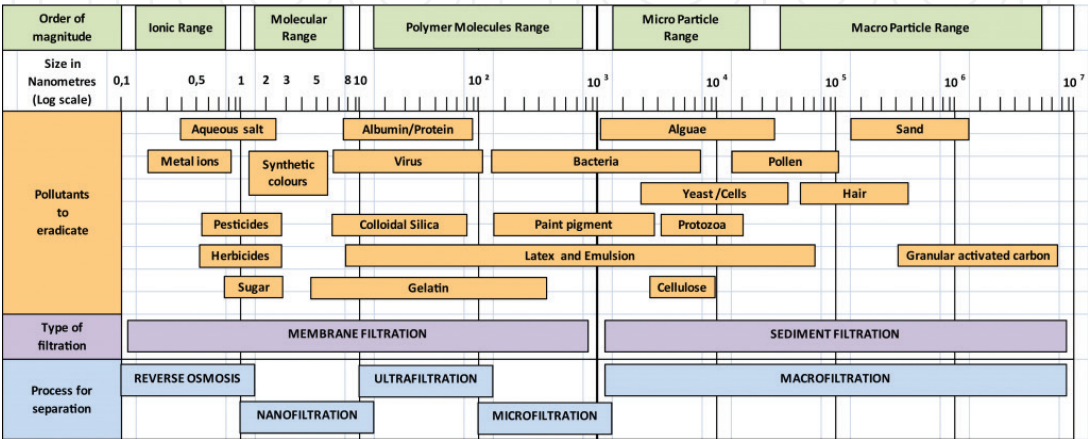 Order of
magnitude
Ionic Range
Molecular
Range
Polymer Molecules Range
Micro Particle
Range
Macro Particle Range
Size in
Nanometres
(Log scale)
0,1 0,5 1 2 3 5 8 10 10 2 10 3 10 4 10 5 10 6 10 7
Pollutants
to
eradicate
Aqueous salt Albumin/Protein Alguae Sand
Metal ions
Synthetic
colours
Virus Bacteria Pollen
Yeast /Cells Hair
Pesticides Colloidal Silica Paint pigment Protozoa
Herbicides Latex and Emulsion Granular activated carbon
Sugar Gelatin Cellulose
Type of
filtration
MEMBRANE FILTRATION SEDIMENT FILTRATION
Process for
separation
REVERSE OSMOSIS ULTRAFILTRATION MACROFILTRATION
NANOFILTRATION MICROFILTRATION